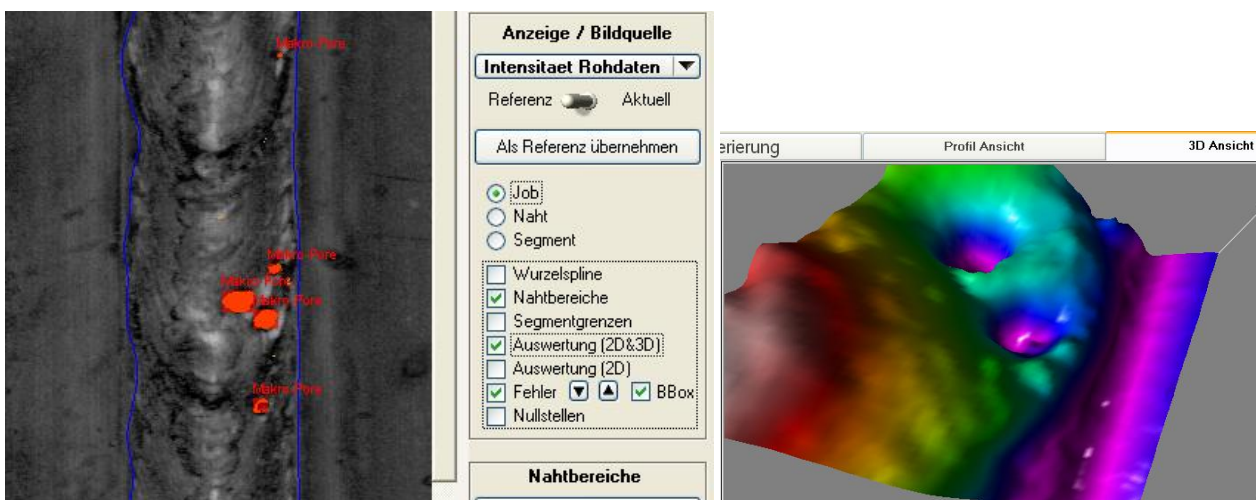 Makro-Pore
Makro-Pore
Makro Pore
Makro-Pore
Makro-Pore
Anzeige / Bildquelle
Intensitaet Rohdaten
Referenz Aktuell
Als Referenz übernehmen
Job
Naht
Segment
Wurzelspline
Nahtbereiche
Segmentgrenzen
Auswertung (2D&3D)
Auswertung (2D)
Fehler BBox
Nullstellen
Nahtbereiche
erierung Profil Ansicht 3D Ansicht